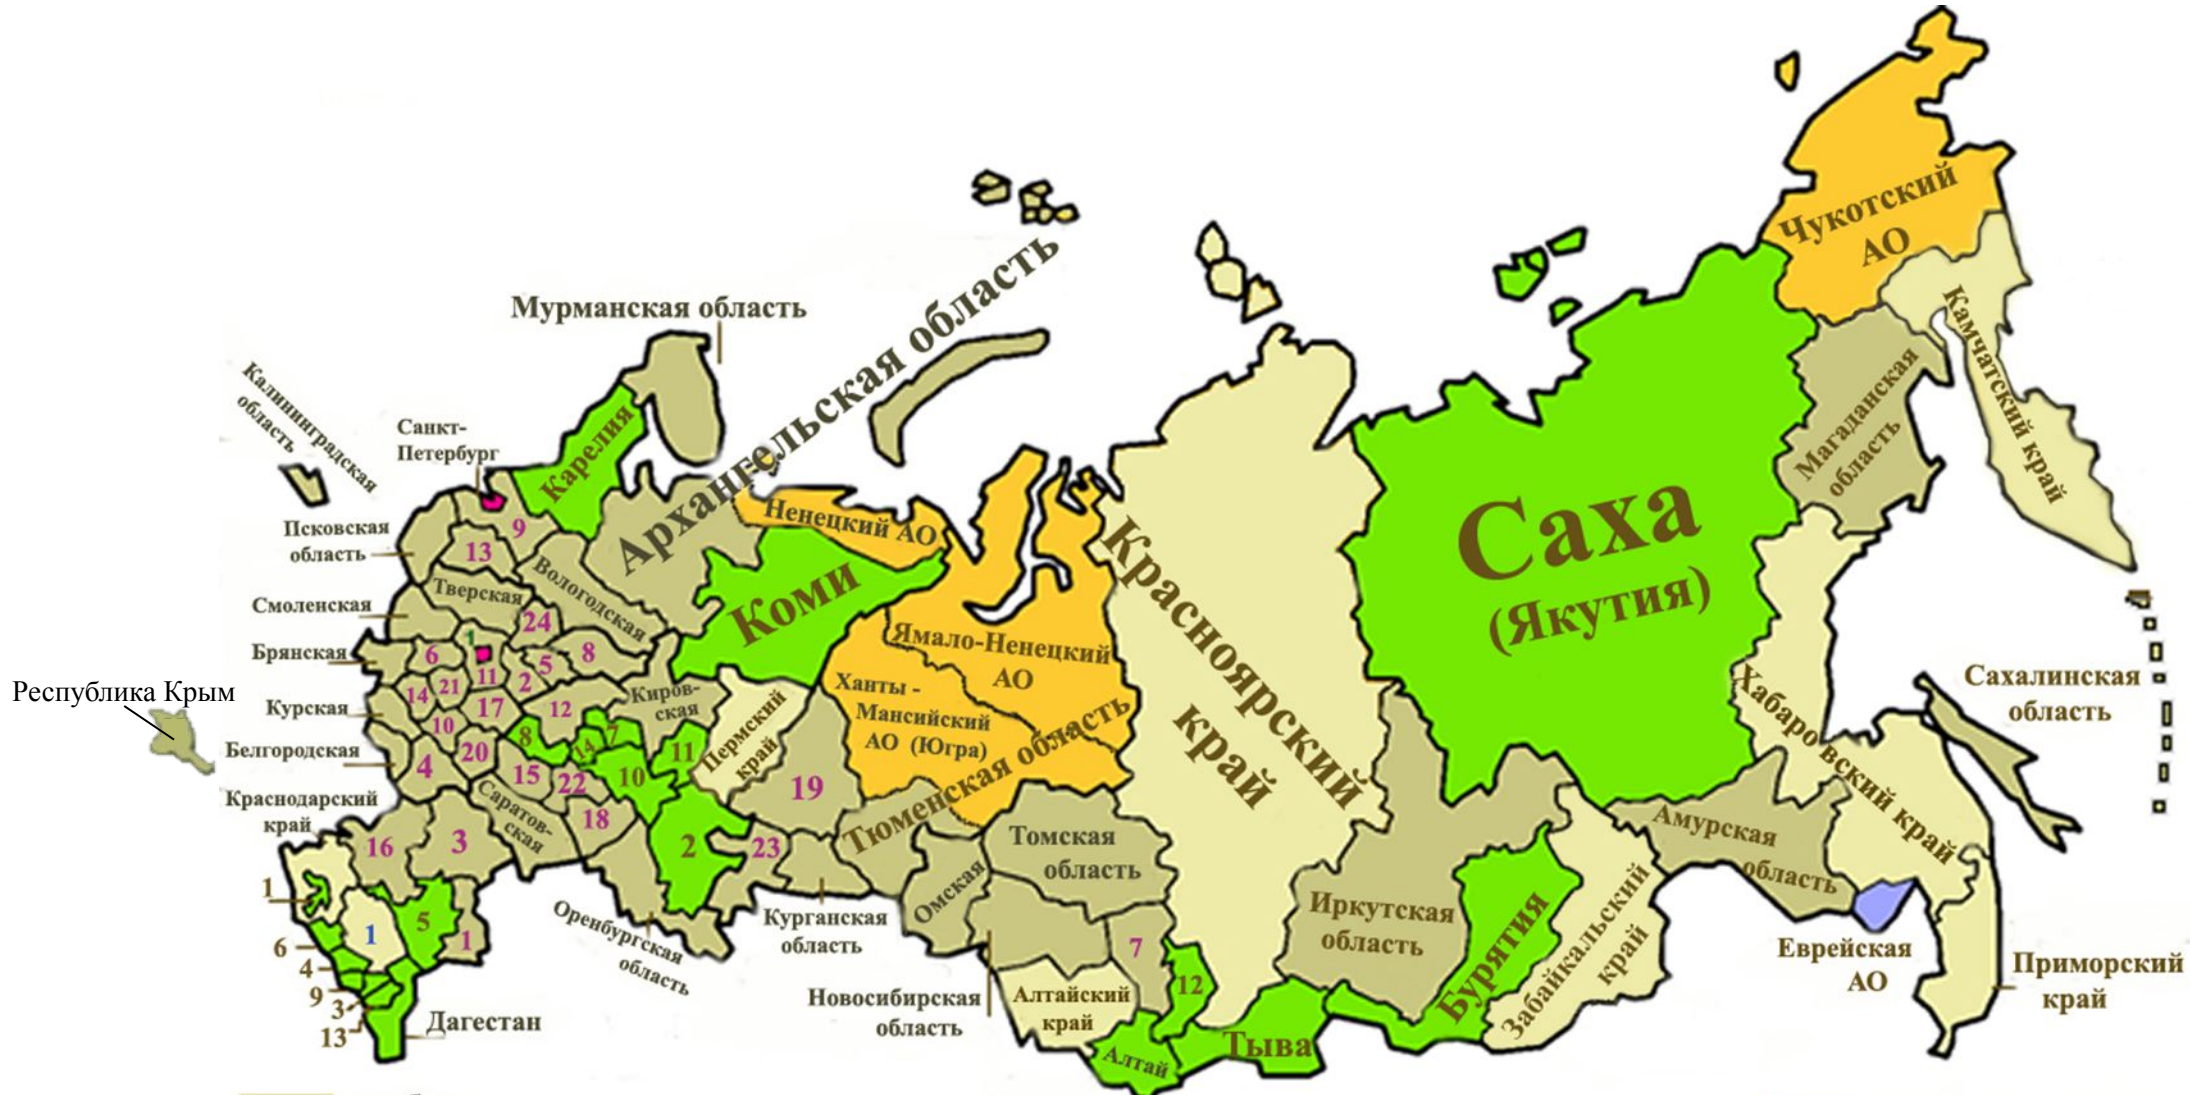 Мурманская область
Архангельская область
Калининградская
область
Санкт-
Петербург
Карелия
Псковская
область
Смоленская
Брянская
Республика Крым
Курская
Белгородская
Краснодарский
край
9
13
Тверская
Вологодская
24
1
6
11
5
8
2
14
21
17
10
12
Киров-
ская
4
20
8
14
7
15
22
10
11
Пермский
край
Саратов-
ская
18
16
3
2
19
23
1
1
5
1
6
4
9
3
13
Дагестан
Оренбургская
область
Курганская
область
Ненецкий АО
Коми
Ямало-Ненецкий
АО
Ханты -
Мансийский
АО (Югра)
Тюменская область
Омская
Томская
область
Новосибирская
область
7
12
Алтайский
край
Алтай
Тыва
Красноярский
край
Иркутская
область
Бурятия
Забайкальский
край
Саха
(Якутия)
Амурская
область
Еврейская
АО
Хабаровский край
Приморский
край
Сахалинская
область
Магаданская
область
Камчатский край
Чукотский
АО